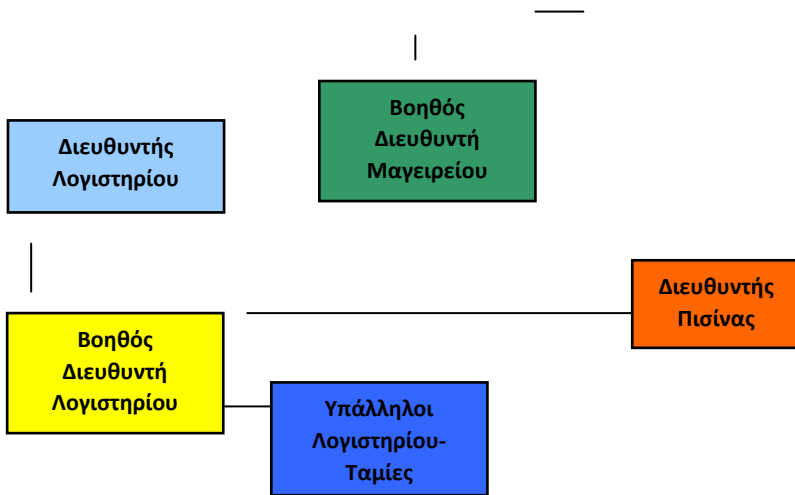 Βοηθός
Διευθυντή
Μαγειρείου
Διευθυντής
Λογιστηρίου
Διευθυντής
Πισίνας
Βοηθός
Διευθυντή
Λογιστηρίου
Υπάλληλοι
Λογιστηρίου-
Ταμίες